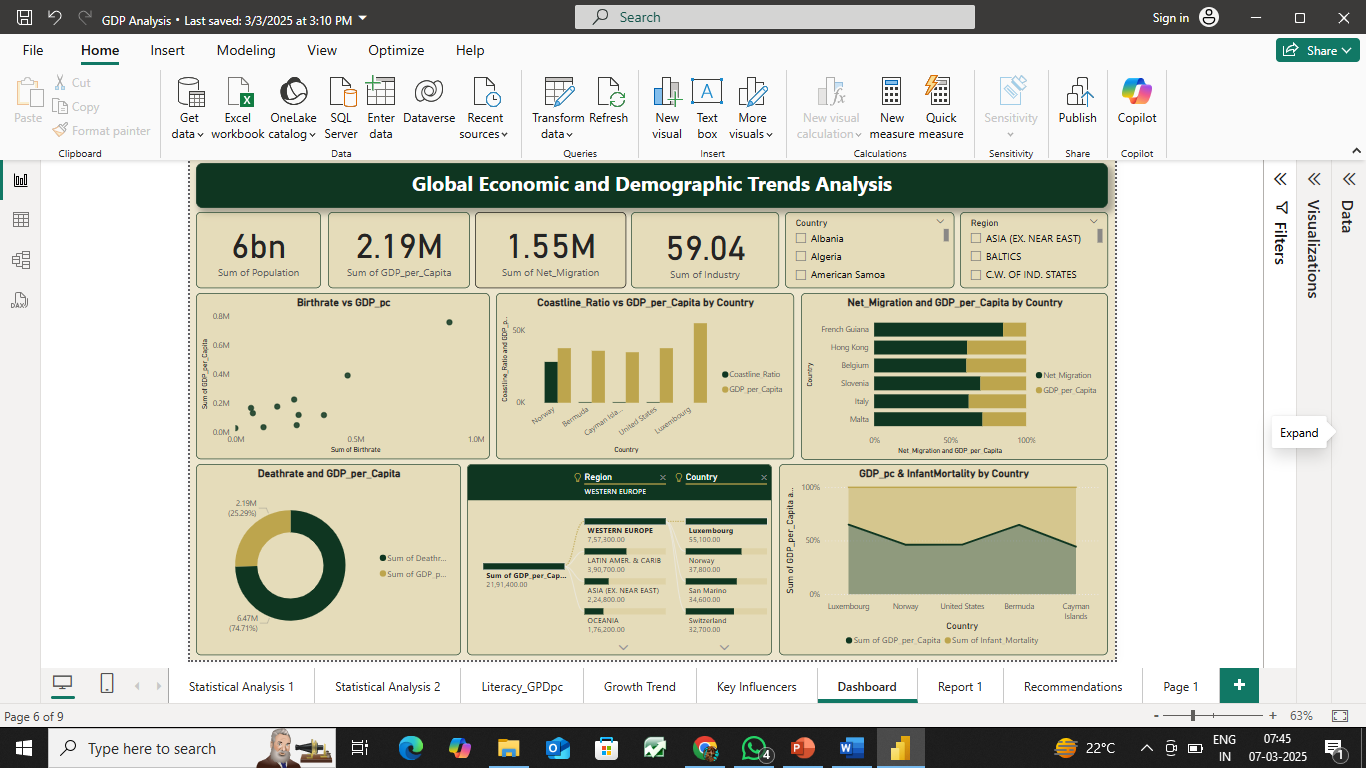 GDP Analysis • Last saved: 3/3/2025 at 3:10 PM
Search
Sign in
File Home Insert Modeling View Optimize Help
Share
Paste
Cut
Copy
Format painter
Clipboard
Get data
Excel workbook
OneLake catalog
SQL Server
Enter data
Dataverse
Recent sources
Data
Transform data
Refresh
Queries
New visual
Text box
More visuals
Insert
New visual calculation
New measure
Quick measure
Calculations
Sensitivity
Sensitivity
Publish
Share
Copilot
Copilot
Global Economic and Demographic Trends Analysis
6bn
Sum of Population
2.19M
Sum of GDP_per_Capita
1.55M
Sum of Net_Migration
59.04
Sum of Industry
Country
Albania
Algeria
American Samoa
Region
ASIA (EX. NEAR EAST)
BALTICS
C.W. OF IND. STATES
Birthrate vs GDP_pc
Sum of GDP_per_Capita
0.8M
0.6M
0.4M
0.2M
0.0M
0.0M 0.5M 1.0M
Sum of Birthrate
Coastline_Ratio vs GDP_per_Capita by Country
Coastline_Ratio and GDP_p...
50K
0K
Norway
Bermuda
Cayman Isla...
United States
Luxembourg
Country
Coastline_Ratio
GDP_per_Capita
Net_Migration and GDP_per_Capita by Country
Country
French Guiana
Hong Kong
Belgium
Slovenia
Italy
Malta
0% 50% 100%
Net_Migration and GDP_per_Capita
Net_Migration
GDP_per_Capita
Deathrate and GDP_per_Capita
2.19M
(25.29%)
6.47M
(74.71%)
Sum of Deathr...
Sum of GDP_p...
Region
WESTERN EUROPE
Country
Sum of GDP_per_Cap...
21,91,400.00
WESTERN EUROPE
7,57,300.00
LATIN AMER. & CARIB
3,90,700.00
ASIA (EX. NEAR EAST)
2,24,800.00
OCEANIA
1,76,200.00
Luxembourg
55,100.00
Norway
37,800.00
San Marino
34,600.00
Switzerland
32,700.00
GDP_pc & InfantMortality by Country
Sum of GDP_per_Capita a...
100%
50%
0%
Luxembourg Norway United States Bermuda Cayman Islands
Country
Sum of GDP_per_Capita Sum of Infant_Mortality
Filters
Visualizations
Data
Expand
Statistical Analysis 1 Statistical Analysis 2 Literacy_GPDpc Growth Trend Key Influencers Dashboard Report 1 Recommendations Page 1
Page 6 of 9
- + 63%
Type here to search
4
22°C
ENG
IN
07:45
07-03-2025
1